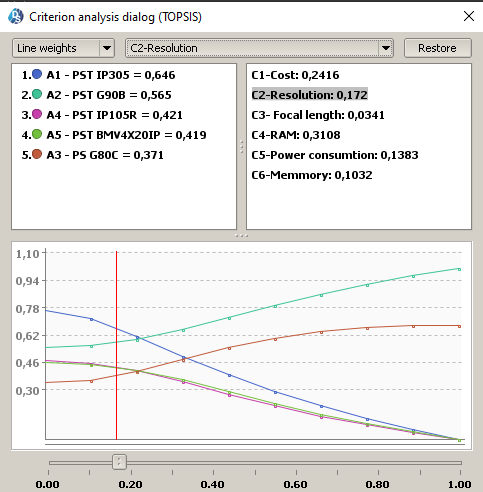 Criterion analysis dialog (TOPSIS)
Line weights
C2-Resolution
Restore
1. A1 - PST IP305 = 0,646
2. A2 - PST G90B = 0,565
3. A4 - PST IP105R = 0,421
4. A5 - PST BMV4X20IP = 0,419
5. A3 - PS G80C = 0,371
C1-Cost: 0,2416
C2-Resolution: 0,172
C3- Focal length: 0,0341
C4-RAM: 0,3108
C5-Power consumtion: 0,1383
C6-Memmory: 0,1032
1,10
0,94
0,78
0,62
0,46
0,30
0.00 0.20 0.40 0.60 0.80 1.00